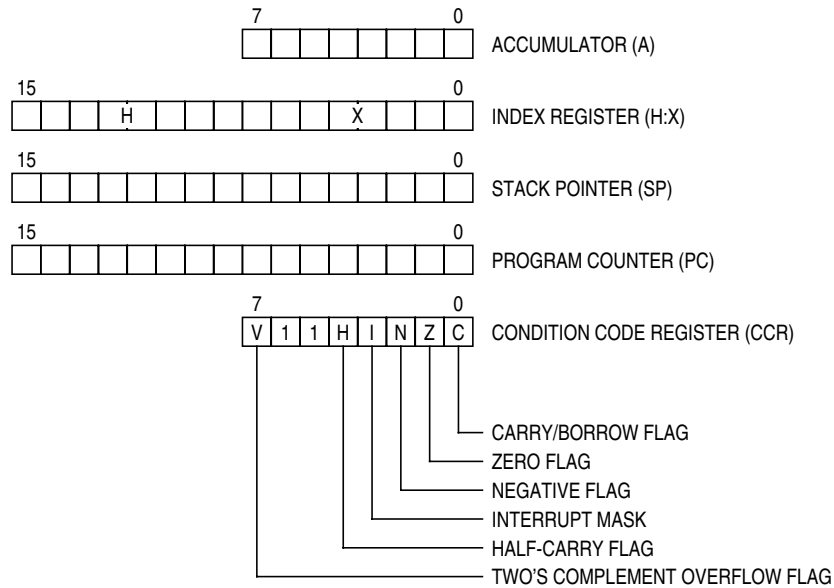 7 0
ACCUMULATOR (A)
15 0
H X INDEX REGISTER (H:X)
15 0
STACK POINTER (SP)
15 0
PROGRAM COUNTER (PC)
7 0
V 1 1 H I N Z C CONDITION CODE REGISTER (CCR)
CARRY/BORROW FLAG
ZERO FLAG
NEGATIVE FLAG
INTERRUPT MASK
HALF-CARRY FLAG
TWO'S COMPLEMENT OVERFLOW FLAG